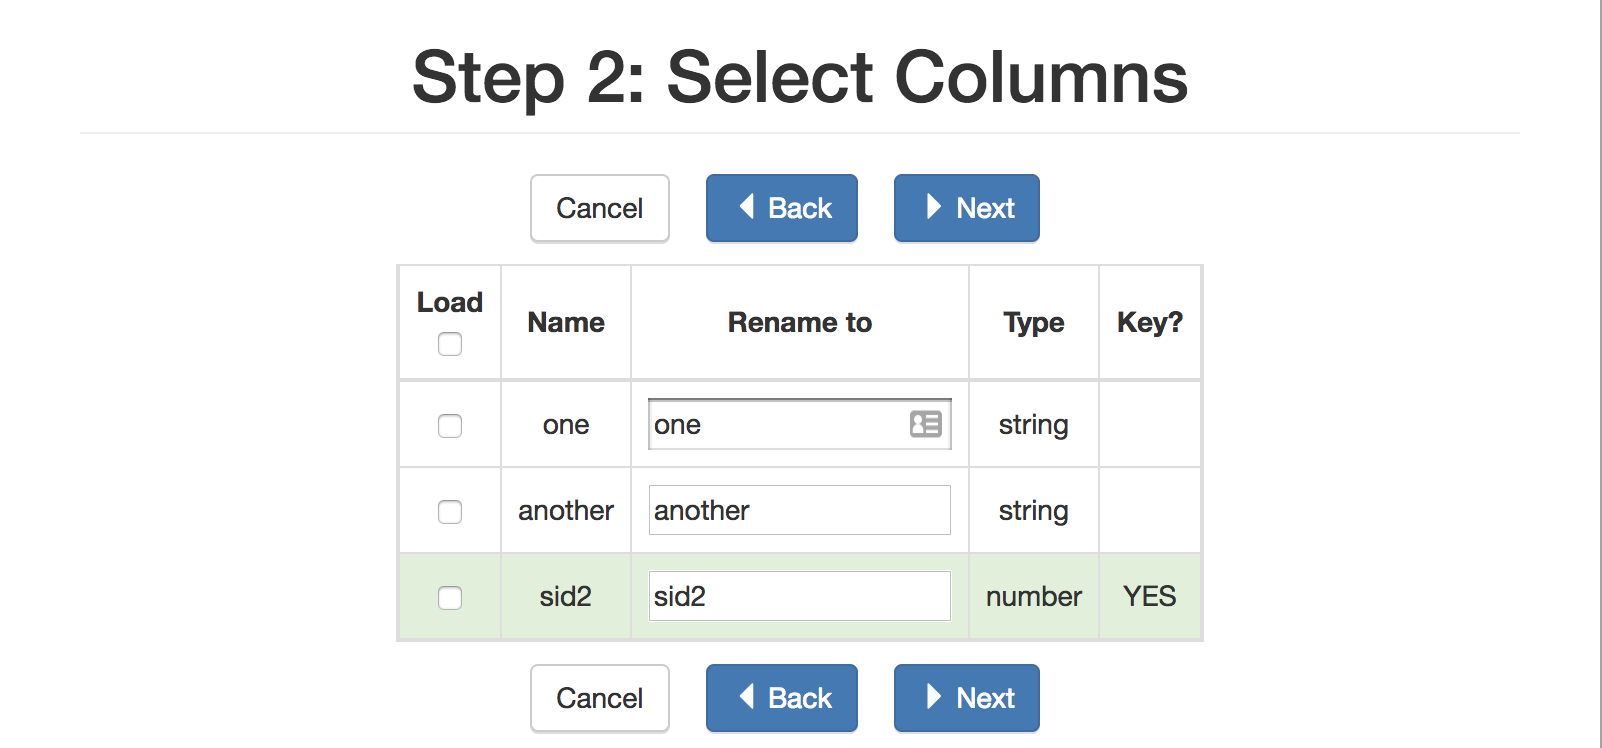 Step 2: Select Columns
Cancel Back Next
Load Name Rename to Type Key?
one one string
another another string
sid2 sid2 number YES
Cancel Back Next